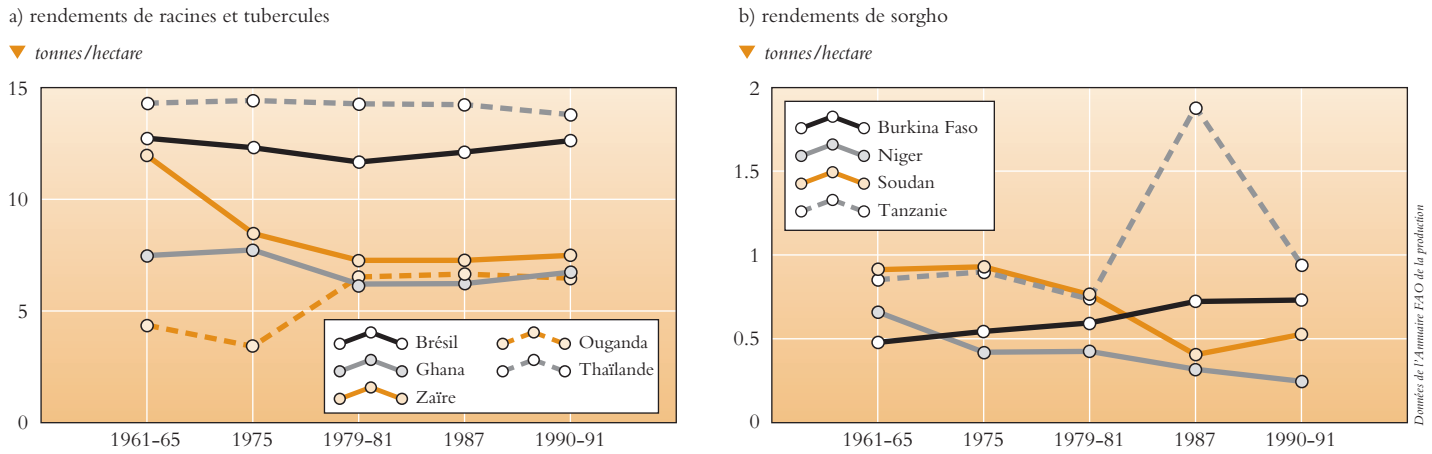 a) rendements de racines et tubercules
tonnes/hectare
15
10
5
0
1961-65 1975 1979-81 1987 1990-91
Brésil
Ghana
Zaïre
Ouganda
Thaïlande
b) rendements de sorgho
tonnes/hectare
2
1.5
1
0.5
0
1961-65 1975 1979-81 1987 1990-91
Burkina Faso
Niger
Soudan
Tanzanie
Données de l'Annuaire FAO de la production